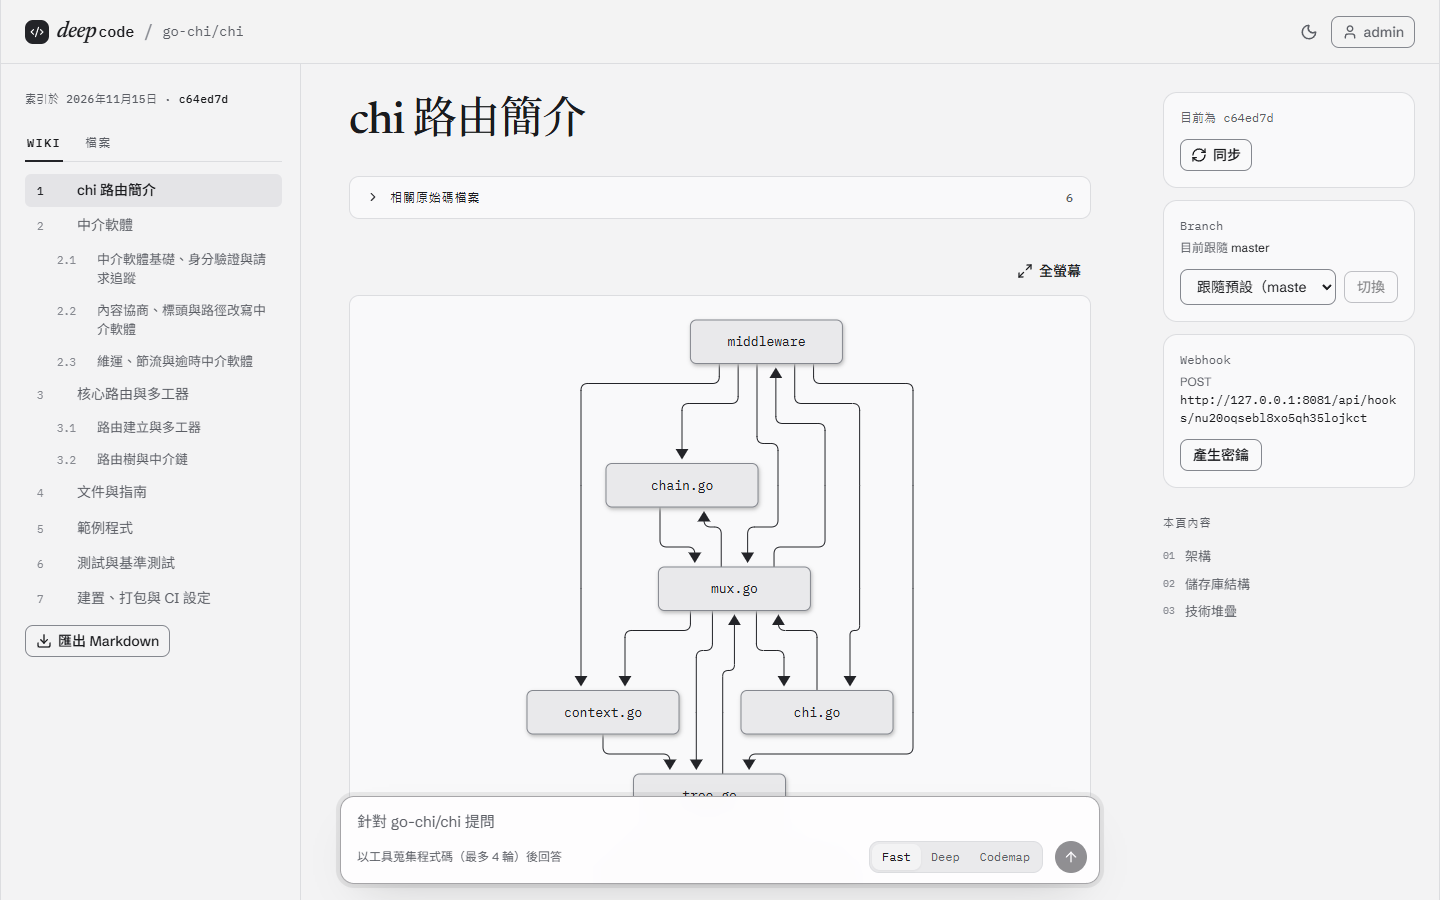 deep code / go-chi/chi
admin
索引於 2026年11月15日 · c64ed7d
WIKI 檔案
1 chi 路由簡介
2 中介軟體
2.1 中介軟體基礎、身分驗證與請
求追蹤
2.2 內容協商、標頭與路徑改寫中
介軟體
2.3 維運、節流與逾時中介軟體
3 核心路由與多工器
3.1 路由建立與多工器
3.2 路由樹與中介鏈
4 文件與指南
5 範例程式
6 測試與基準測試
7 建置、打包與 CI 設定
匯出 Markdown
chi 路由簡介
相關原始碼檔案 6
全螢幕
middleware
chain.go
mux.go
context.go
chi.go
tree.go
針對 go-chi/chi 提問
以工具蒐集程式碼（最多 4 輪）後回答
Fast Deep Codemap
目前為 c64ed7d
同步
Branch
目前跟隨 master
跟隨預設（maste
切換
Webhook
POST
http://127.0.0.1:8081/api/hook
s/nu20oqsebl8xo5qh35lojkct
產生密鑰
本頁內容
01 架構
02 儲存庫結構
03 技術堆疊